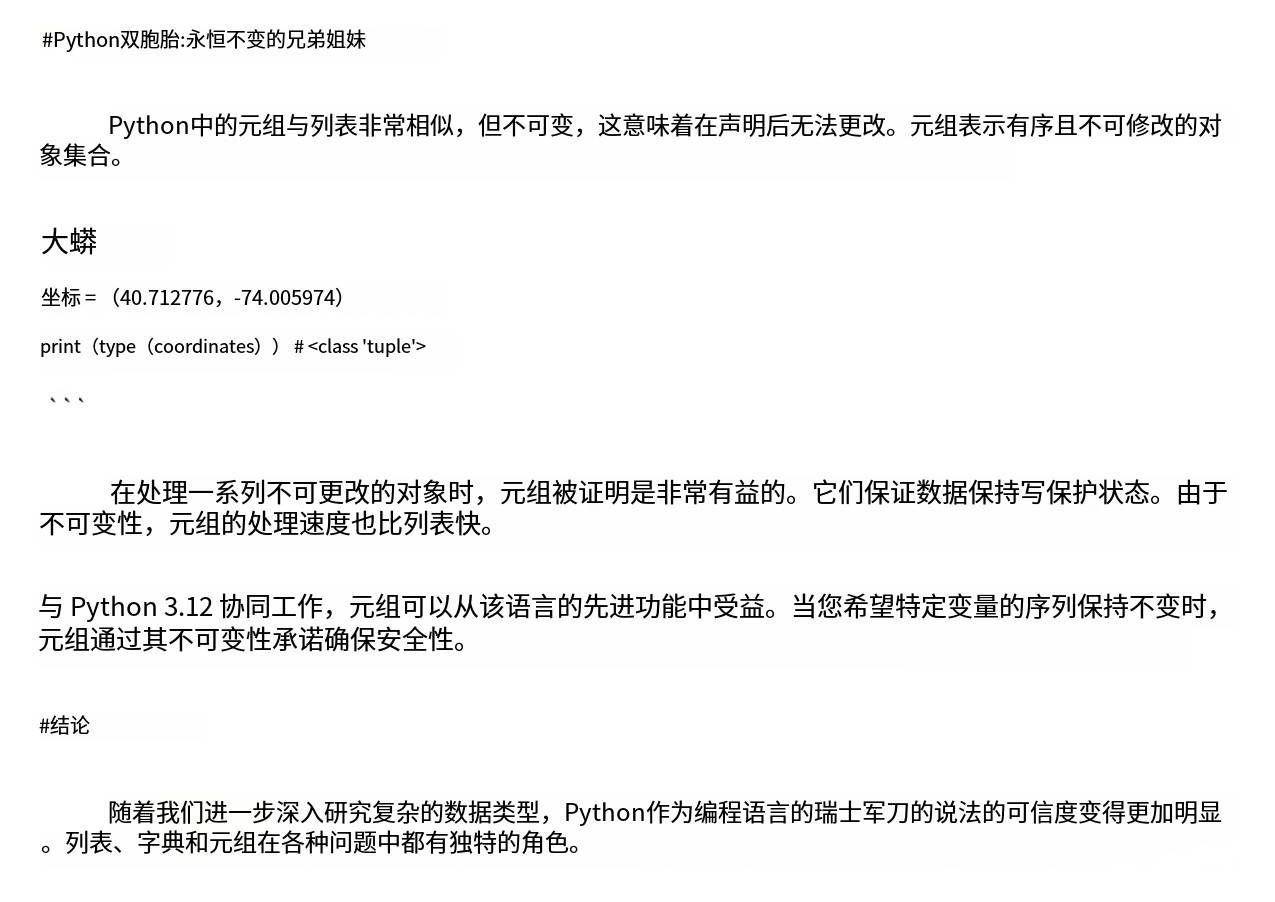 #Python双胞胎:永恒不变的兄弟姐妹
Python中的元组与列表非常相似，但不可变，这意味着在声明后无法更改。元组表示有序且不可修改的对
象集合。
大蟒
坐标 = （40.712776，-74.005974）
print（type（coordinates）） # <class 'tuple'>
```
在处理一系列不可更改的对象时，元组被证明是非常有益的。它们保证数据保持写保护状态。由于
不可变性，元组的处理速度也比列表快。
与 Python 3.12 协同工作，元组可以从该语言的先进功能中受益。当您希望特定变量的序列保持不变时，
元组通过其不可变性承诺确保安全性。
#结论
随着我们进一步深入研究复杂的数据类型，Python作为编程语言的瑞士军刀的说法的可信度变得更加明显
。列表、字典和元组在各种问题中都有独特的角色。